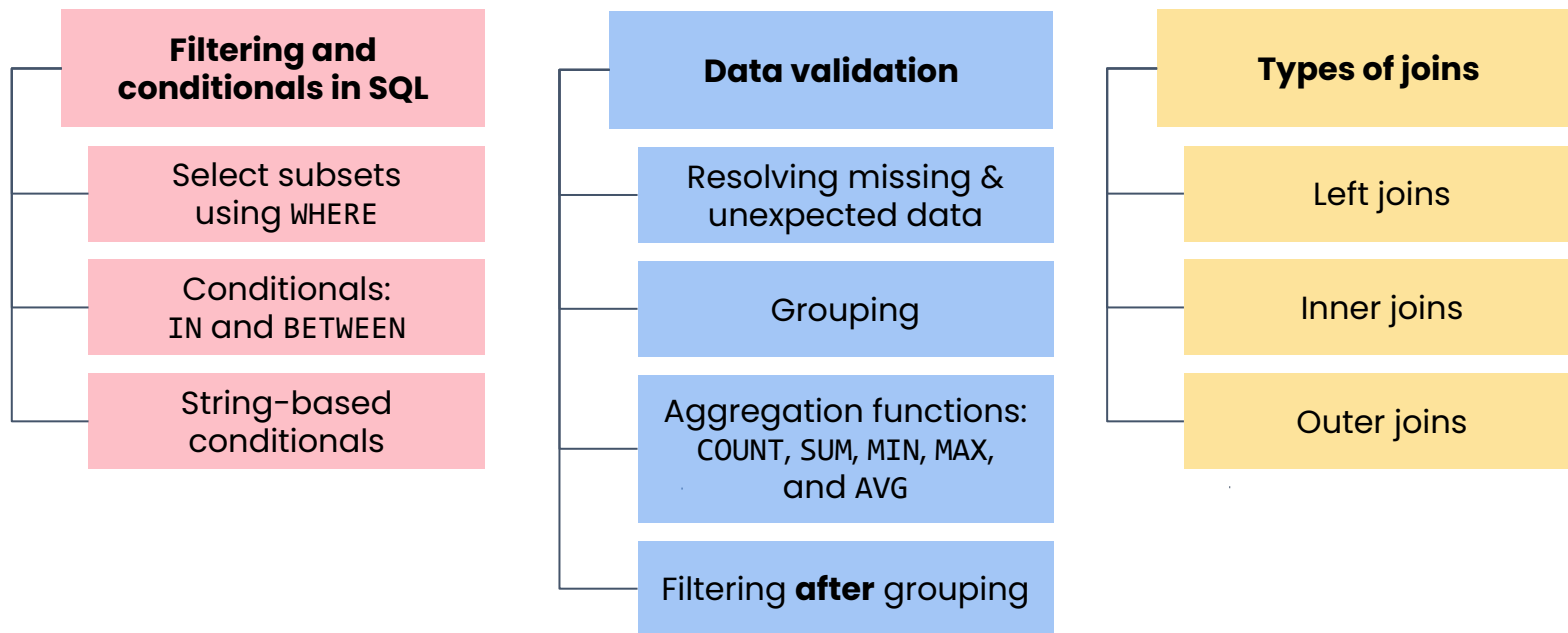 Filtering and
conditionals in SQL
Select subsets
using WHERE
Conditionals:
IN and BETWEEN
String-based
conditionals
Data validation
Resolving missing &
unexpected data
Grouping
Aggregation functions:
COUNT, SUM, MIN, MAX,
and AVG
Filtering after grouping
Types of joins
Left joins
Inner joins
Outer joins